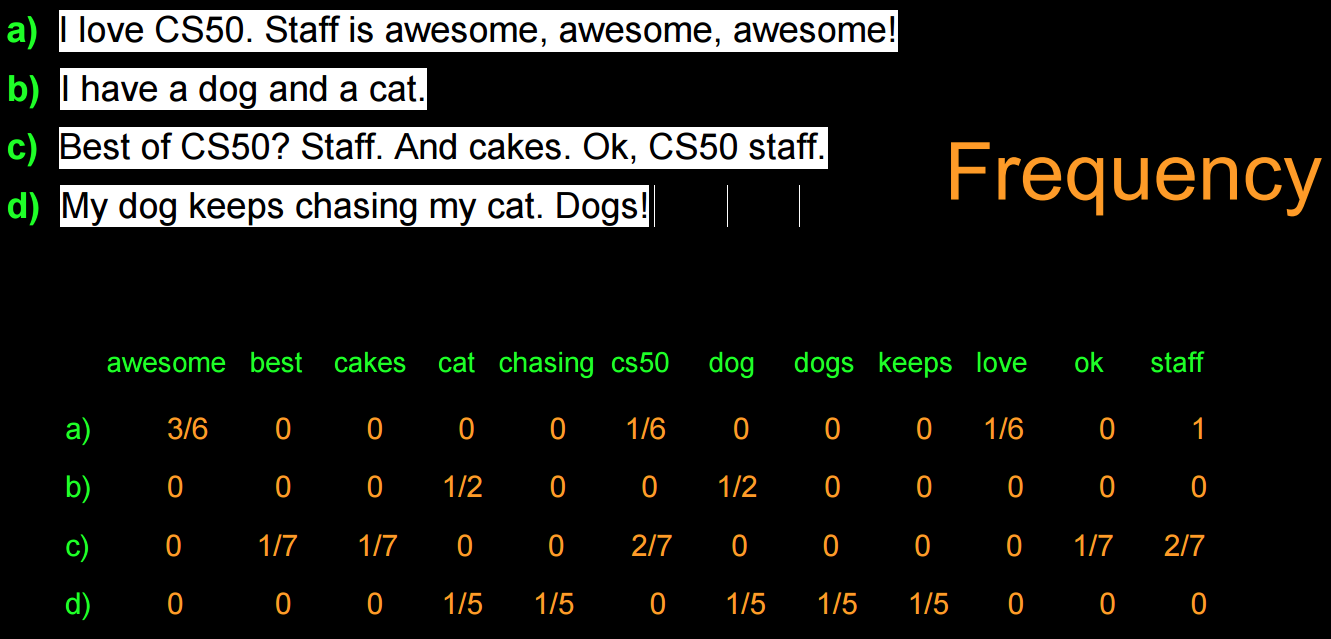 a) I love CS50. Staff is awesome, awesome, awesome!
b) I have a dog and a cat.
c) Best of CS50? Staff. And cakes. Ok, CS50 staff.
d) My dog keeps chasing my cat. Dogs!
Frequency
awesome best cakes cat chasing cs50 dog dogs keeps love ok staff
a) 3/6 0 0 0 0 1/6 0 0 0 1/6 0 1
b) 0 0 0 1/2 0 0 1/2 0 0 0 0 0
c) 0 1/7 1/7 0 0 2/7 0 0 0 0 1/7 2/7
d) 0 0 0 1/5 1/5 0 1/5 1/5 1/5 0 0 0